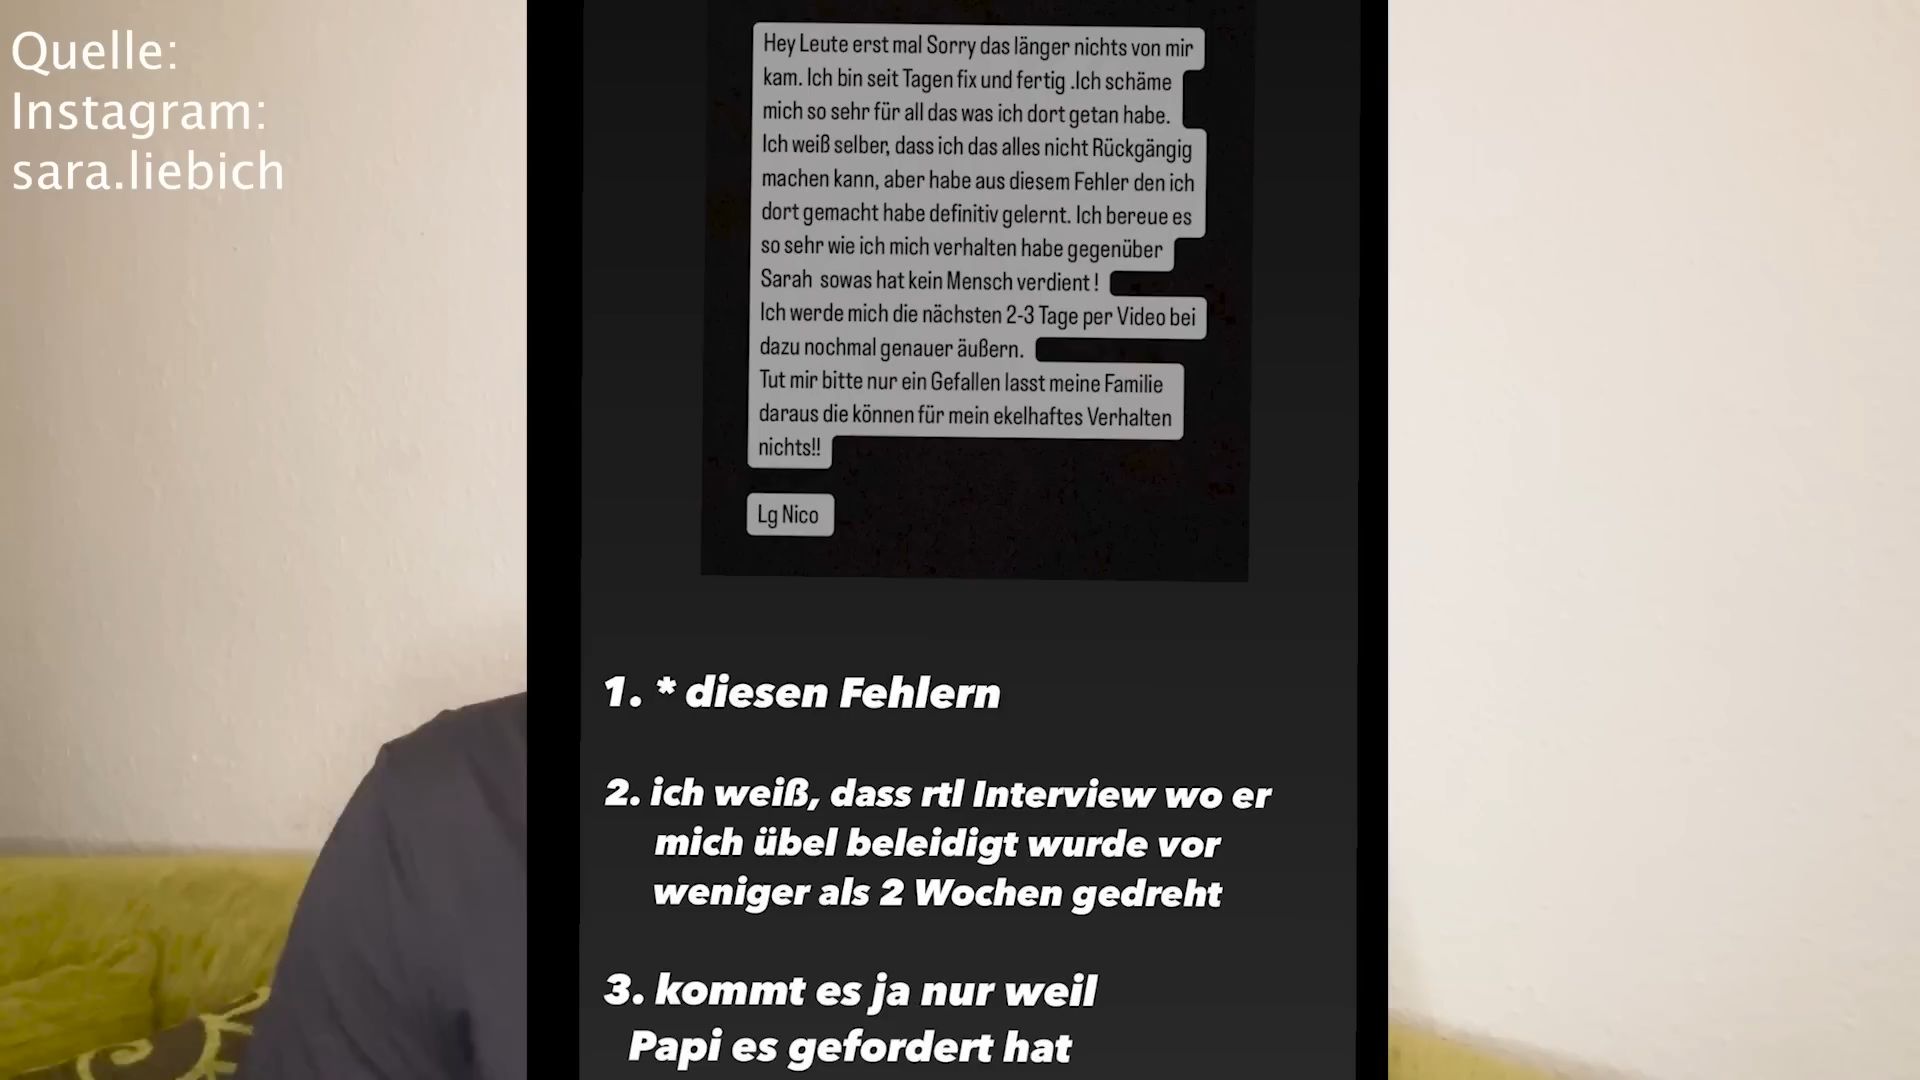 Quelle:
Instagram:
sara.liebich
Hey Leute erst mal Sorry das länger nichts von mir
kam. Ich bin seit Tagen fix und fertig .Ich schäme
mich so sehr für all das was ich dort getan habe.
Ich weiß selber, dass ich das alles nicht Rückgängig
machen kann, aber habe aus diesem Fehler den ich
dort gemacht habe definitiv gelernt. Ich bereue es
so sehr wie ich mich verhalten habe gegenüber
Sarah sowas hat kein Mensch verdient !
Ich werde mich die nächsten 2-3 Tage per Video bei
dazu nochmal genauer äußern.
Tut mir bitte nur ein Gefallen lasst meine Familie
daraus die können für mein ekelhaftes Verhalten
nichts!!
Lg Nico
1. * diesen Fehlern
2. ich weiß, dass rtl Interview wo er
mich übel beleidigt wurde vor
weniger als 2 Wochen gedreht
3. kommt es ja nur weil
Papi es gefordert hat